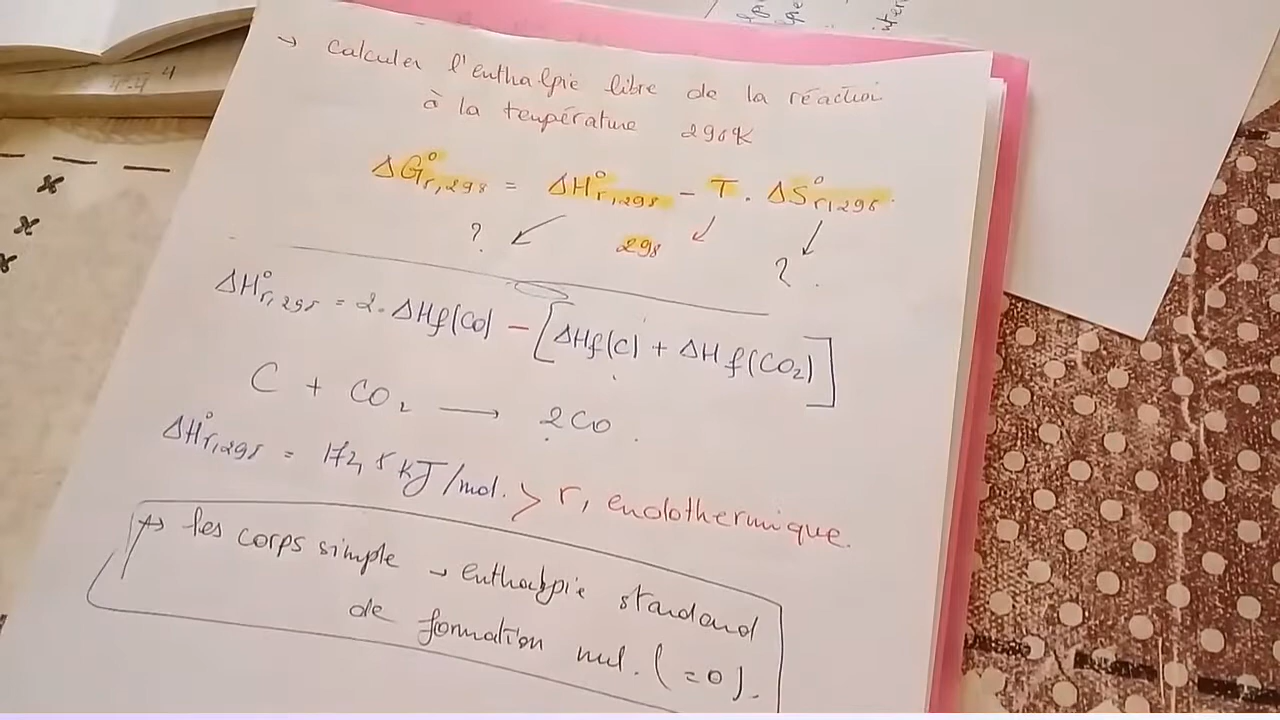 → Calculer l'enthalpie libre de la réaction
à la température 298K
ΔG°r,298 = ΔH°r,298 - T. ΔS°r,298.
? 298 ?.
ΔH°r,298 = 2. ΔHf(CO) - [ΔHf(C) + ΔHf(CO2)]
C + CO2 → 2CO.
ΔH°r,298 = 172,5 kJ/mol. > r, endothermique.
→ les corps simple → enthalpie standard
de formation nul. (=0).